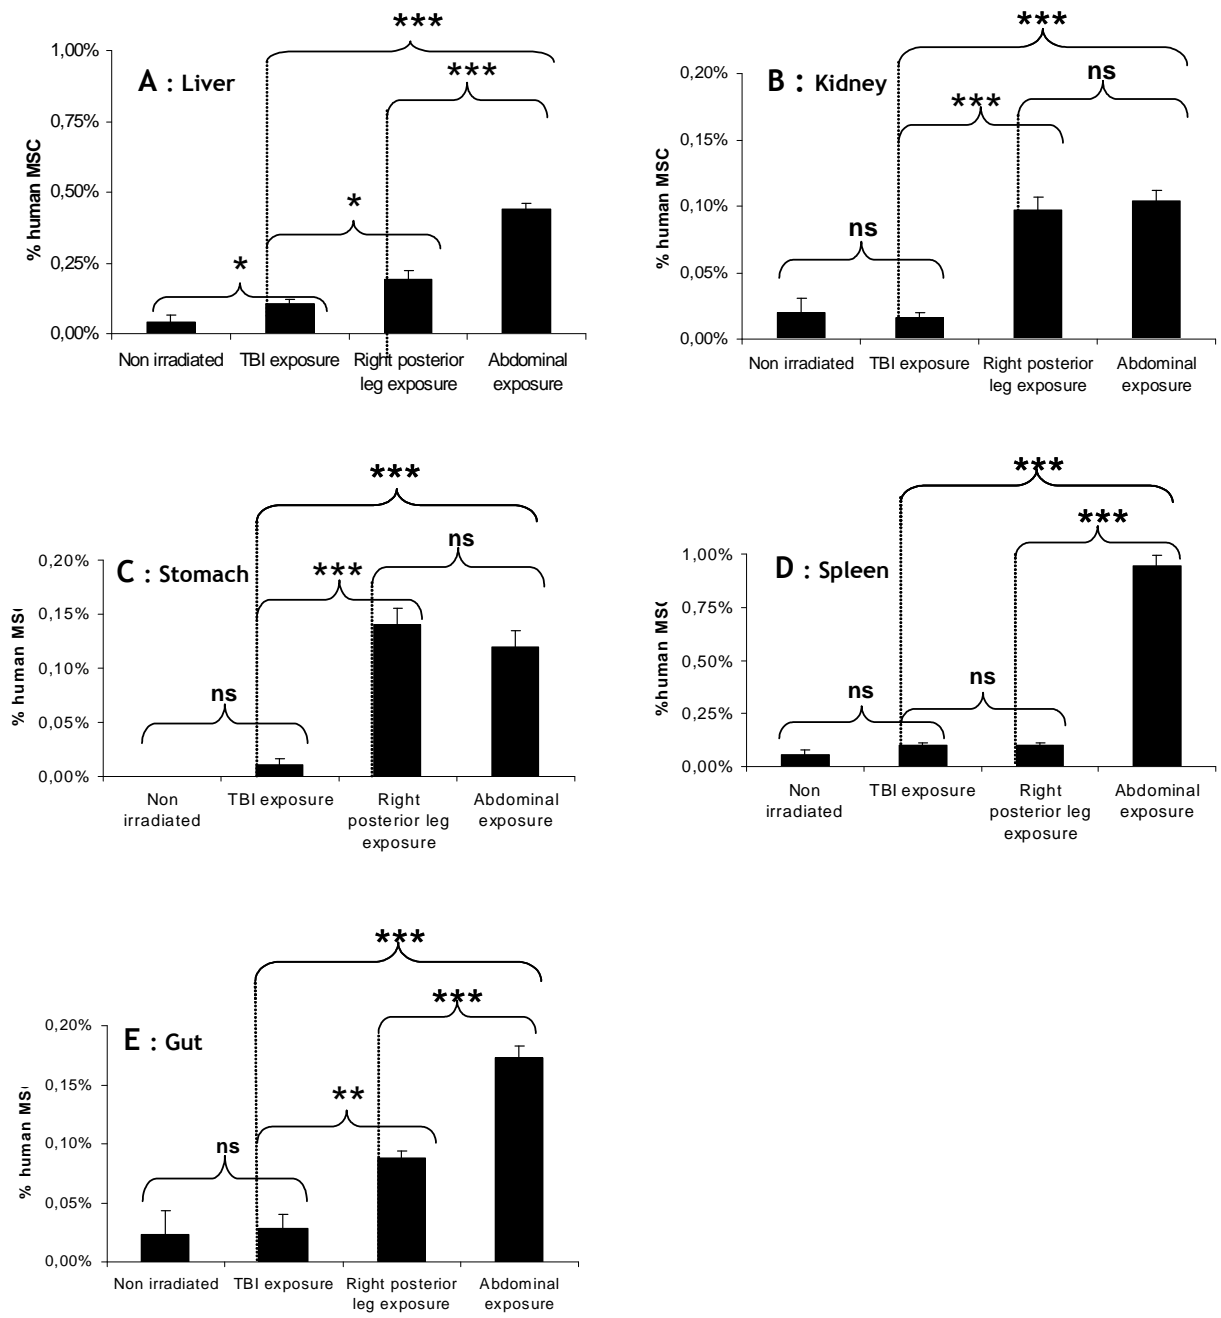 ***
1,00%
A : Liver
***
0,75%
% human MSC
0,50%
*
*
0,25%
0,00%
Non irradiated TBI exposure Right posterior leg exposure Abdominal exposure
***
B : Kidney
ns
0,20%
***
0,15%
% human MSC
0,10%
ns
0,05%
0,00%
Non irradiated TBI exposure Right posterior
leg exposure
Abdominal
exposure
***
ns
0,20%
C : Stomach
***
0,15%
% human MS
0,10%
ns
0,05%
0,00%
Non
irradiated
TBI exposure
Right
posterior leg
exposure
Abdominal
exposure
***
***
1,00%
D : Spleen
0,75%
%human MS
0,50%
ns
ns
0,25%
0,00%
Non
irradiated
TBI exposure
Right
posterior leg
exposure
Abdominal
exposure
***
***
0,20%
E : Gut
0,15%
% human MS
**
0,10%
ns
0,05%
0,00%
Non irradiated TBI exposure Right posterior
leg exposure
Abdominal
exposure